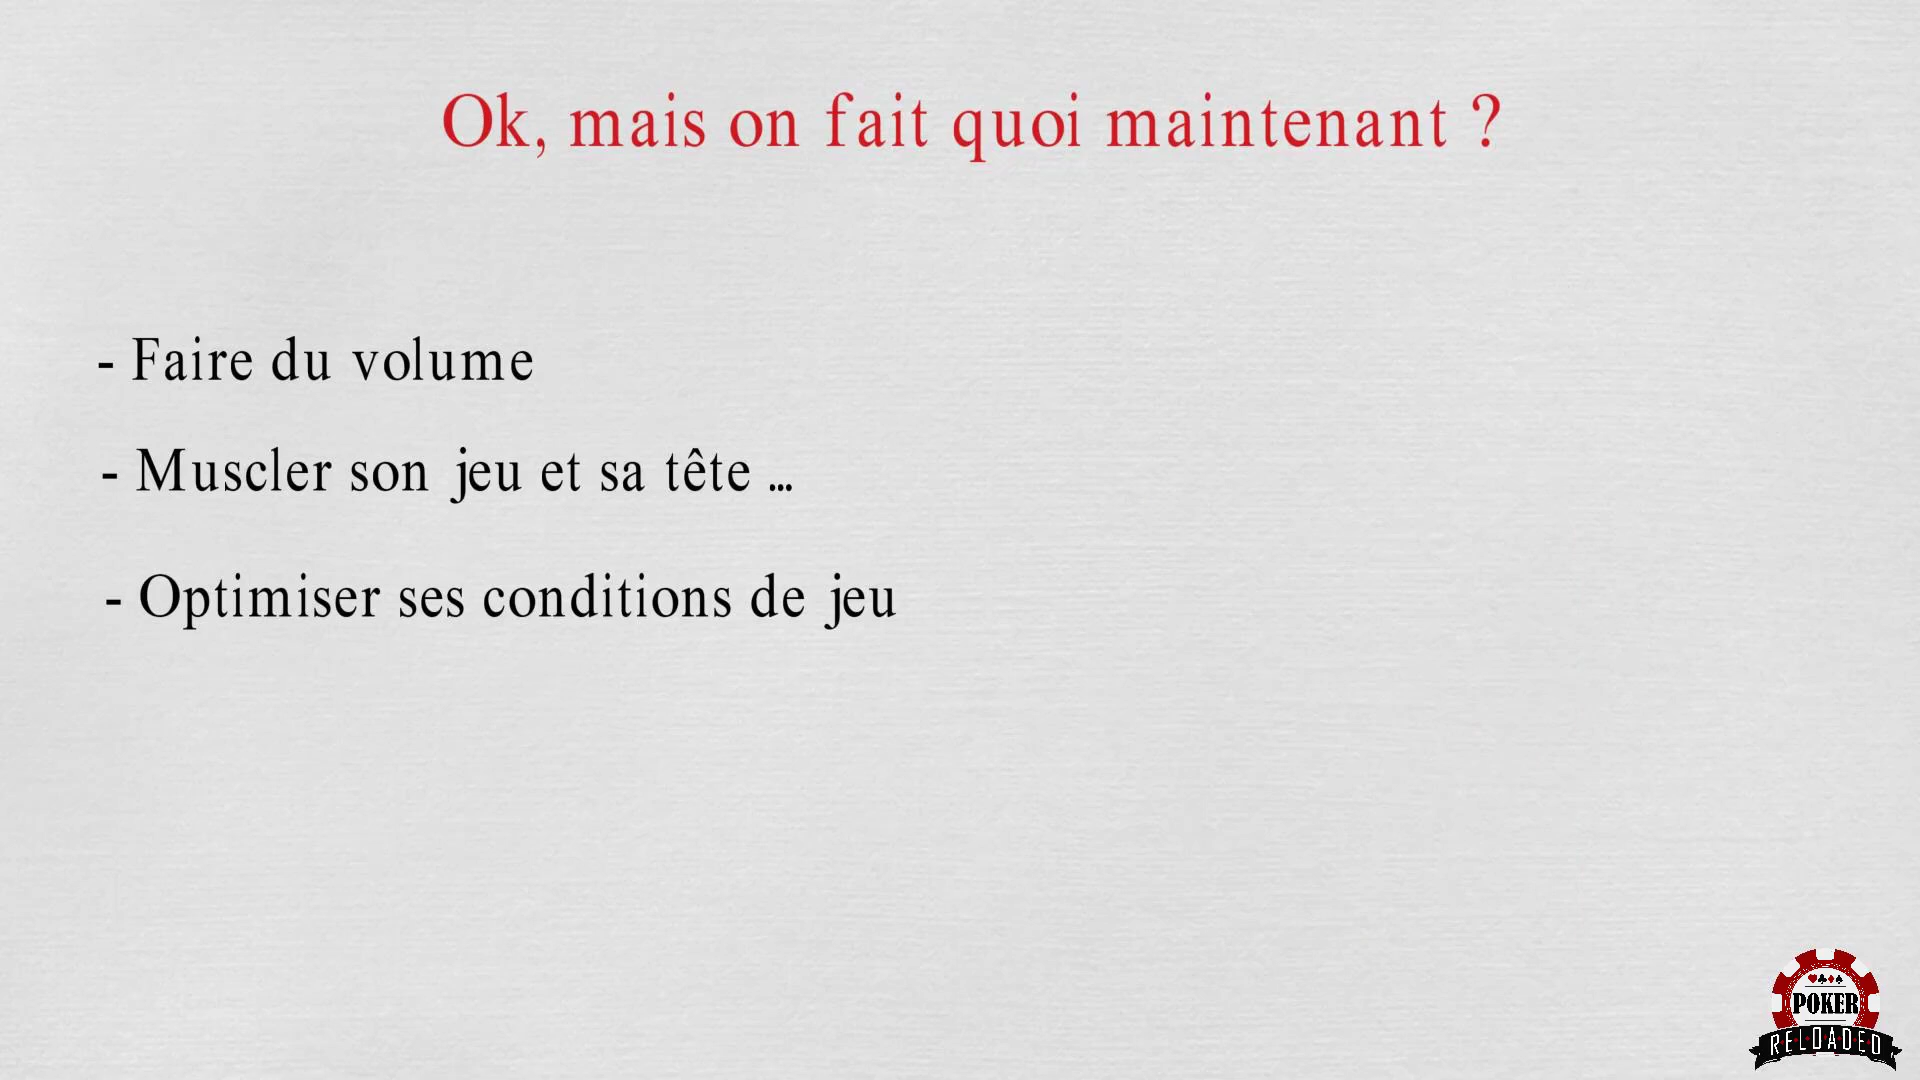 Ok, mais on fait quoi maintenant ?
- Faire du volume
- Muscler son jeu et sa tête ...
- Optimiser ses conditions de jeu
POKER
RELOADED